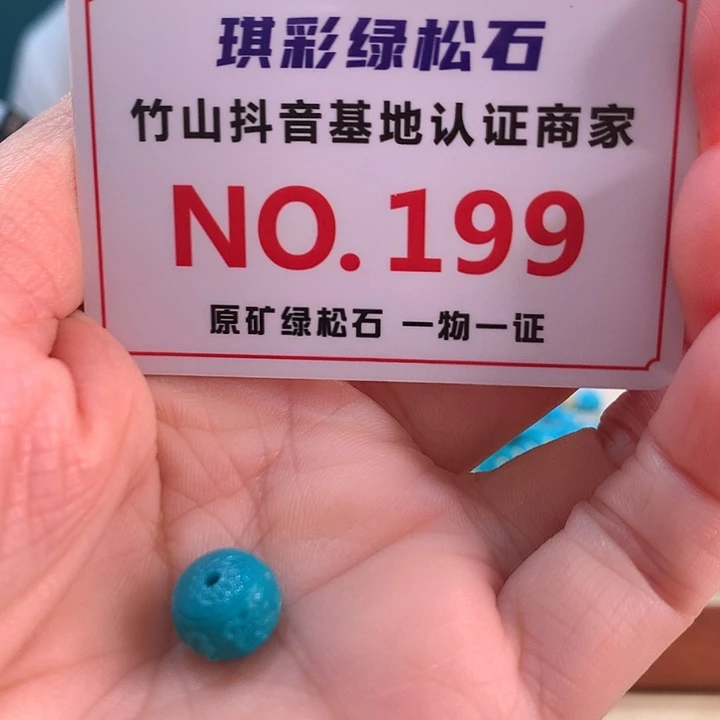 琪彩绿松石
竹山抖音基地认证商家
NO.199
原矿绿松石 一物一证